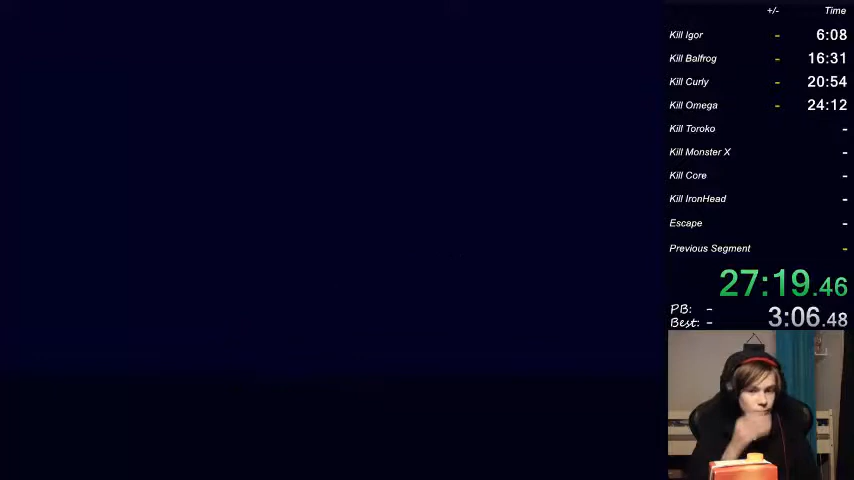 +/- Time
Kill Igor - 6:08
Kill Balfrog - 16:31
Kill Curly - 20:54
Kill Omega - 24:12
Kill Toroko -
Kill Monster X -
Kill Core -
Kill IronHead -
Escape -
Previous Segment -
27:19.46
PB: -
Best: - 3:06.48